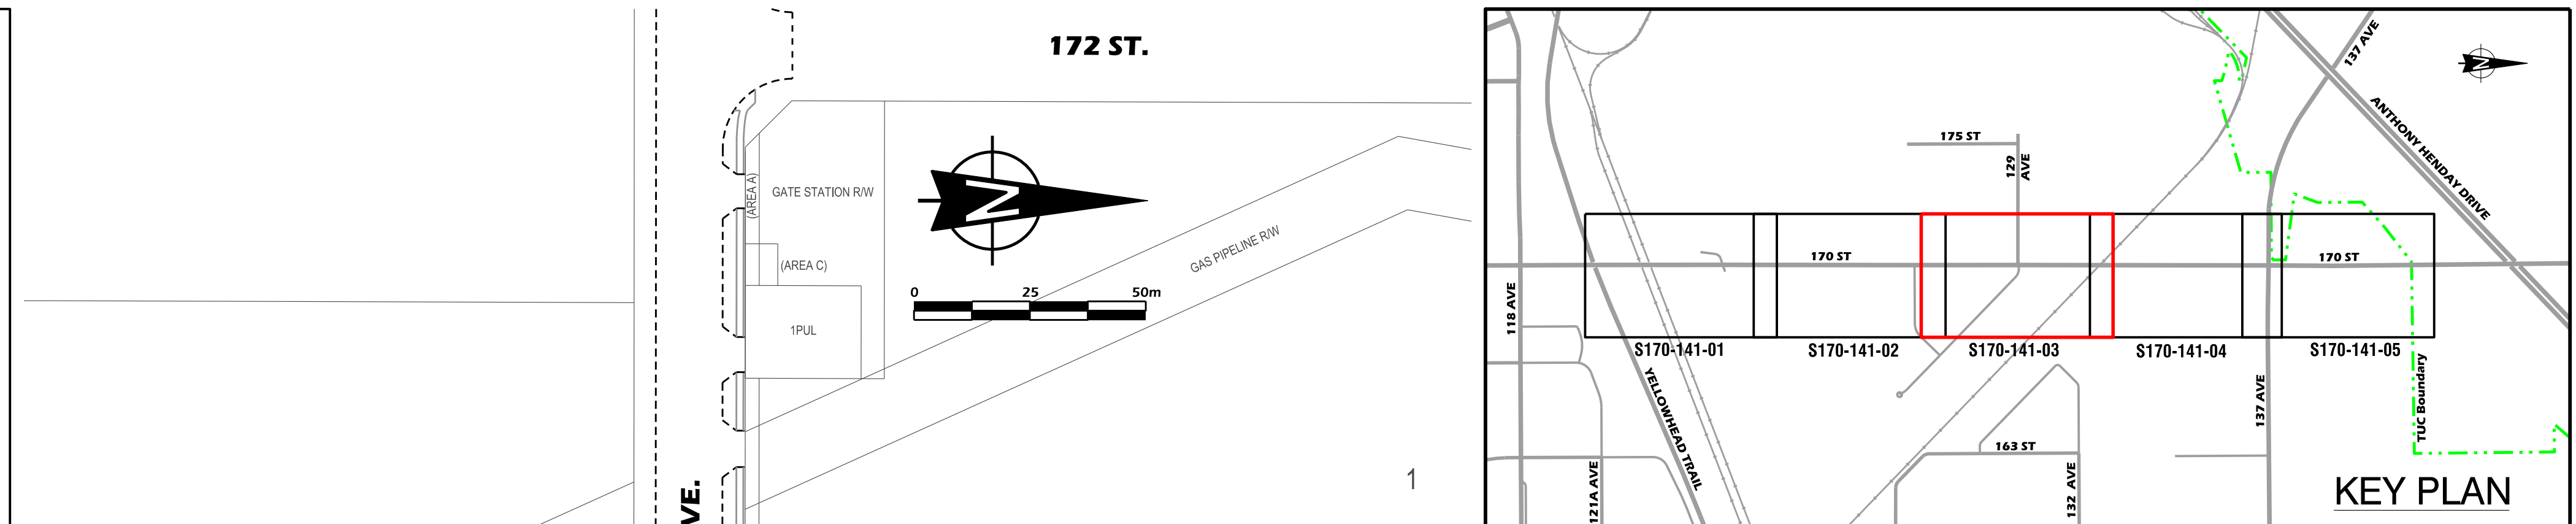 172 ST.
(AREA A)
GATE STATION R/W
(AREA C)
1PUL
N
0 25 50m
GAS PIPELINE R/W
VE.
1
137 AVE
N
ANTHONY HENDAY DRIVE
175 ST
129
AVE
170 ST
170 ST
118 AVE
S170-141-01
S170-141-02
S170-141-03
S170-141-04
S170-141-05
YELLOWHEAD TRAIL
137 AVE
TUC Boundary
163 ST
121A AVE
132 AVE
KEY PLAN